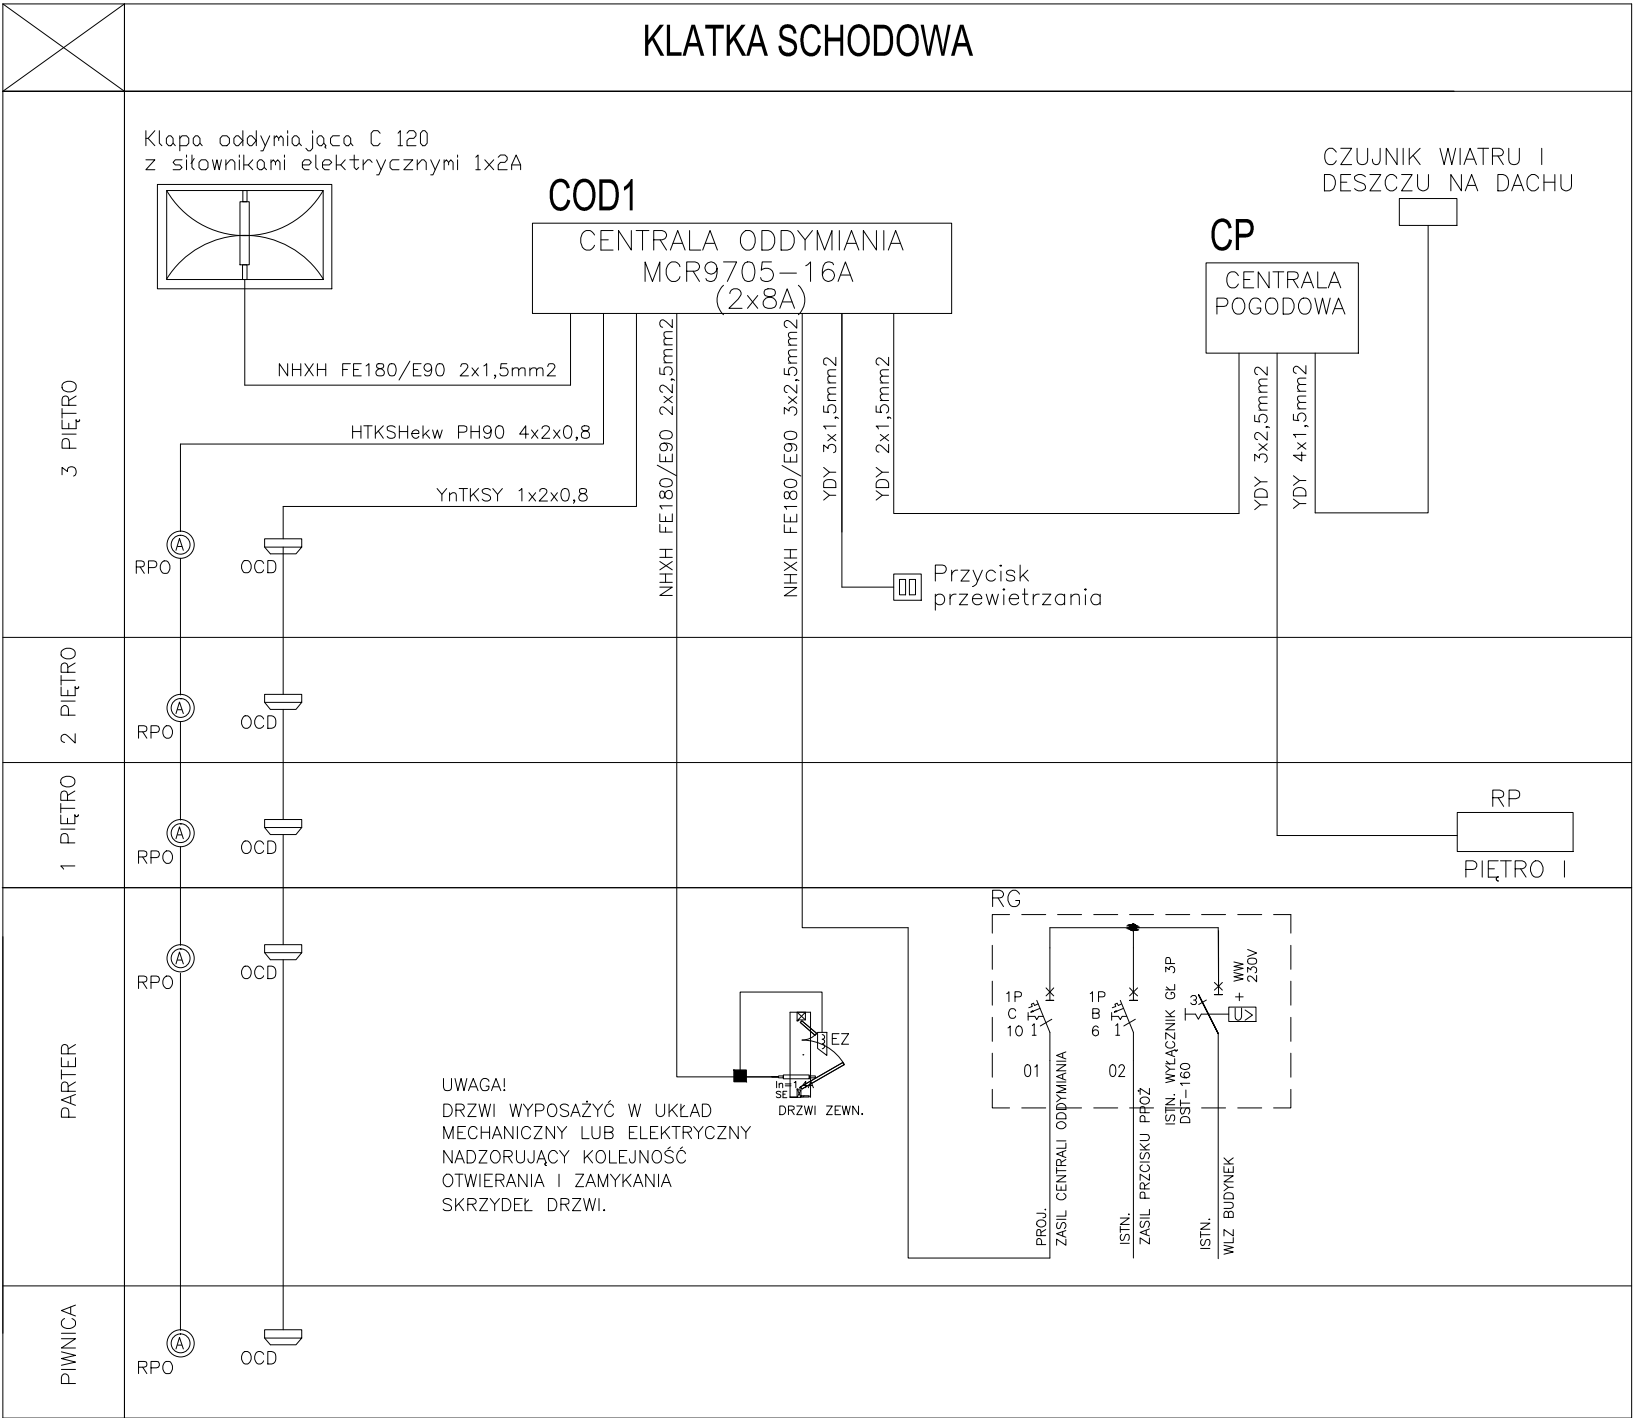 KLATKA SCHODOWA
Klapa oddymiająca C 120
z siłownikami elektrycznymi 1x2A
COD1
CENTRALA ODDYMIANIA
MCR9705-16A
(2x8A)
CP
CENTRALA
POGODOWA
CZUJNIK WIATRU I
DESZCZU NA DACHU
3 PIĘTRO
NHXH FE180/E90 2x1,5mm2
HTKSHekw PH90 4x2x0,8
YnTKSY 1x2x0,8
NHXH FE180/E90 2x2,5mm2
NHXH FE180/E90 3x2,5mm2
YDY 3x1,5mm2
YDY 2x1,5mm2
YDY 3x2,5mm2
YDY 4x1,5mm2
A
RPO
OCD
Przycisk
przewietrzania
2 PIĘTRO
A
RPO
OCD
1 PIĘTRO
A
RPO
OCD
RP
PIĘTRO I
PARTER
A
RPO
OCD
UWAGA!
DRZWI WYPOSAŻYĆ W UKŁAD
MECHANICZNY LUB ELEKTRYCZNY
NADZORUJĄCY KOLEJNOŚĆ
OTWIERANIA I ZAMYKANIA
SKRZYDEŁ DRZWI.
EZ
SE
DRZWI ZEWN.
RG
1P
C
10 1
01
1P
B
6 1
02
ISTN. WYŁĄCZNIK GŁ 3P
DST-160
3
U>
+ WW
230V
PROJ.
ZASIL CENTRALI ODDYMIANIA
ISTN.
ZASIL PRZCISKU PPOŻ
ISTN.
WLZ BUDYNEK
PIWNICA
A
RPO
OCD